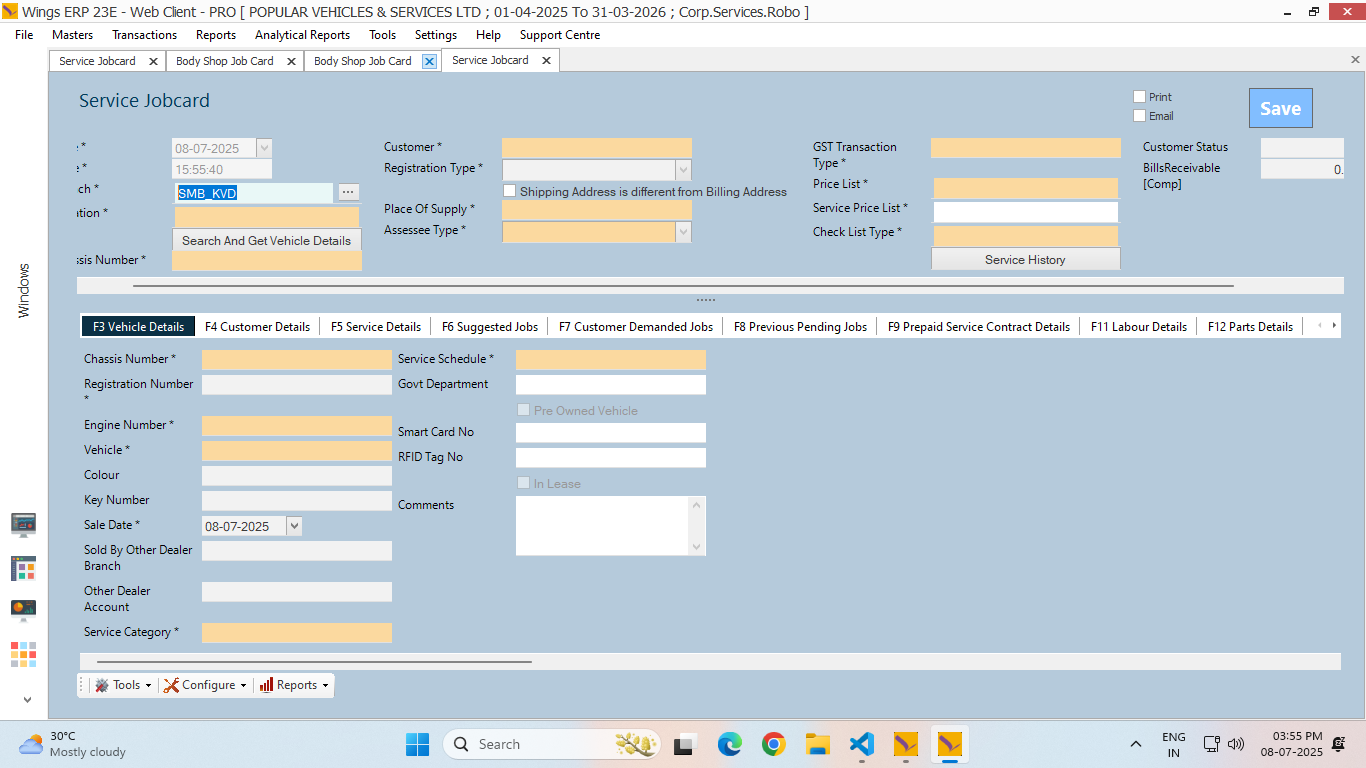 Wings ERP 23E - Web Client - PRO [ POPULAR VEHICLES & SERVICES LTD ; 01-04-2025 To 31-03-2026 ; Corp.Services.Robo ]
File Masters Transactions Reports Analytical Reports Tools Settings Help Support Centre
Service Jobcard Body Shop Job Card Body Shop Job Card Service Jobcard
Service Jobcard
Print
Email
Save
* 08-07-2025
* 15:55:40
ch * SMB_KVD
ation *
Search And Get Vehicle Details
ssis Number *
Customer *
Registration Type *
Shipping Address is different from Billing Address
Place Of Supply *
Assessee Type *
GST Transaction
Type *
Price List *
Service Price List *
Check List Type *
Service History
Customer Status
BillsReceivable 0.
[Comp]
Windows
F3 Vehicle Details F4 Customer Details F5 Service Details F6 Suggested Jobs F7 Customer Demanded Jobs F8 Previous Pending Jobs F9 Prepaid Service Contract Details F11 Labour Details F12 Parts Details
Chassis Number *
Registration Number
*
Engine Number *
Vehicle *
Colour
Key Number
Sale Date * 08-07-2025
Sold By Other Dealer
Branch
Other Dealer
Account
Service Category *
Service Schedule *
Govt Department
Pre Owned Vehicle
Smart Card No
RFID Tag No
In Lease
Comments
Tools Configure Reports
30°C
Mostly cloudy
Search
ENG
IN
03:55 PM
08-07-2025